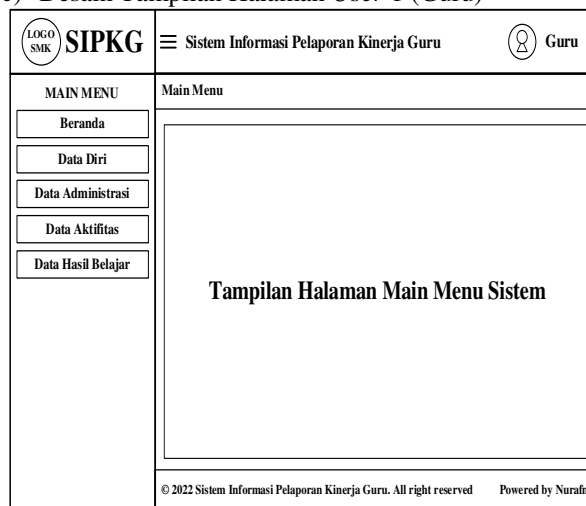 Desain Tampilan Halaman User 1 (Guru)
LOGO
SMK
SIPKG
Sistem Informasi Pelaporan Kinerja Guru
Guru
MAIN MENU
Beranda
Data Diri
Data Administrasi
Data Aktifitas
Data Hasil Belajar
Main Menu
Tampilan Halaman Main Menu Sistem
© 2022 Sistem Informasi Pelaporan Kinerja Guru. All right reserved
Powered by